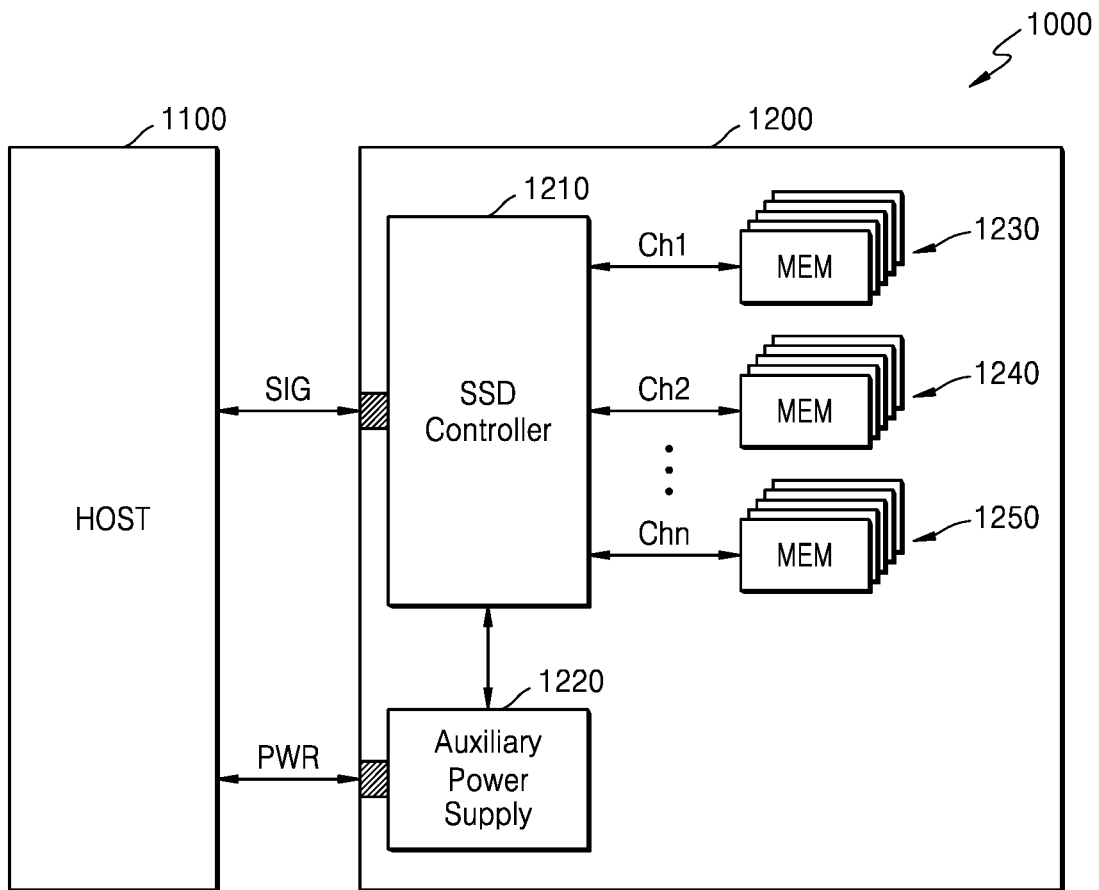 1000
1100
1200
1210
Ch1
MEM
1230
SIG
SSD
Controller
Ch2
MEM
1240
HOST
Chn
MEM
1250
1220
PWR
Auxiliary
Power
Supply